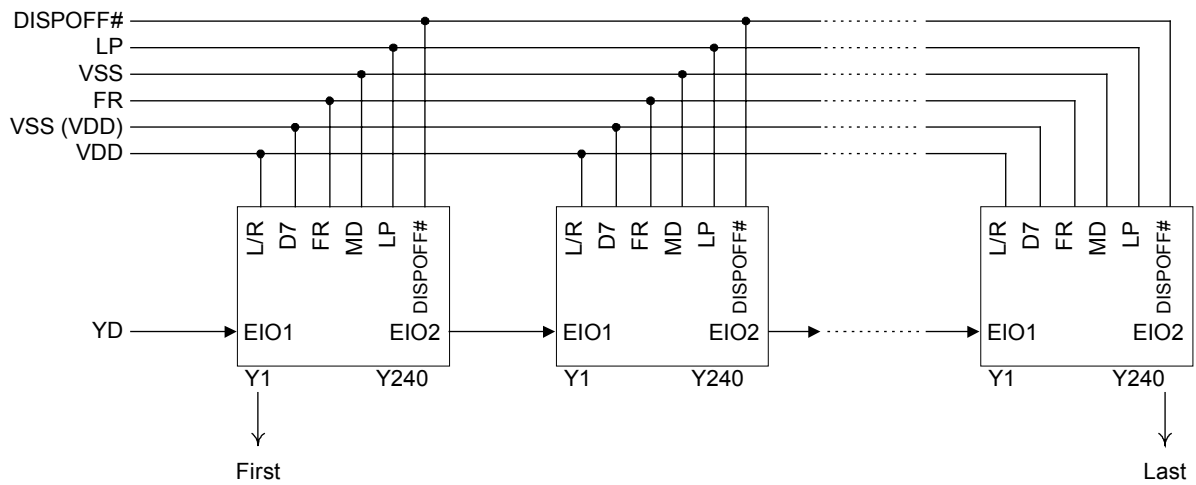 DISPOFF#
LP
VSS
FR
VSS (VDD)
VDD
L/R D7 FR MD LP DISPOFF#
L/R D7 FR MD LP DISPOFF#
L/R D7 FR MD LP DISPOFF#
YD EIO1 EIO2 EIO1 EIO2 EIO1 EIO2
Y1 Y240 Y1 Y240 Y1 Y240
First Last